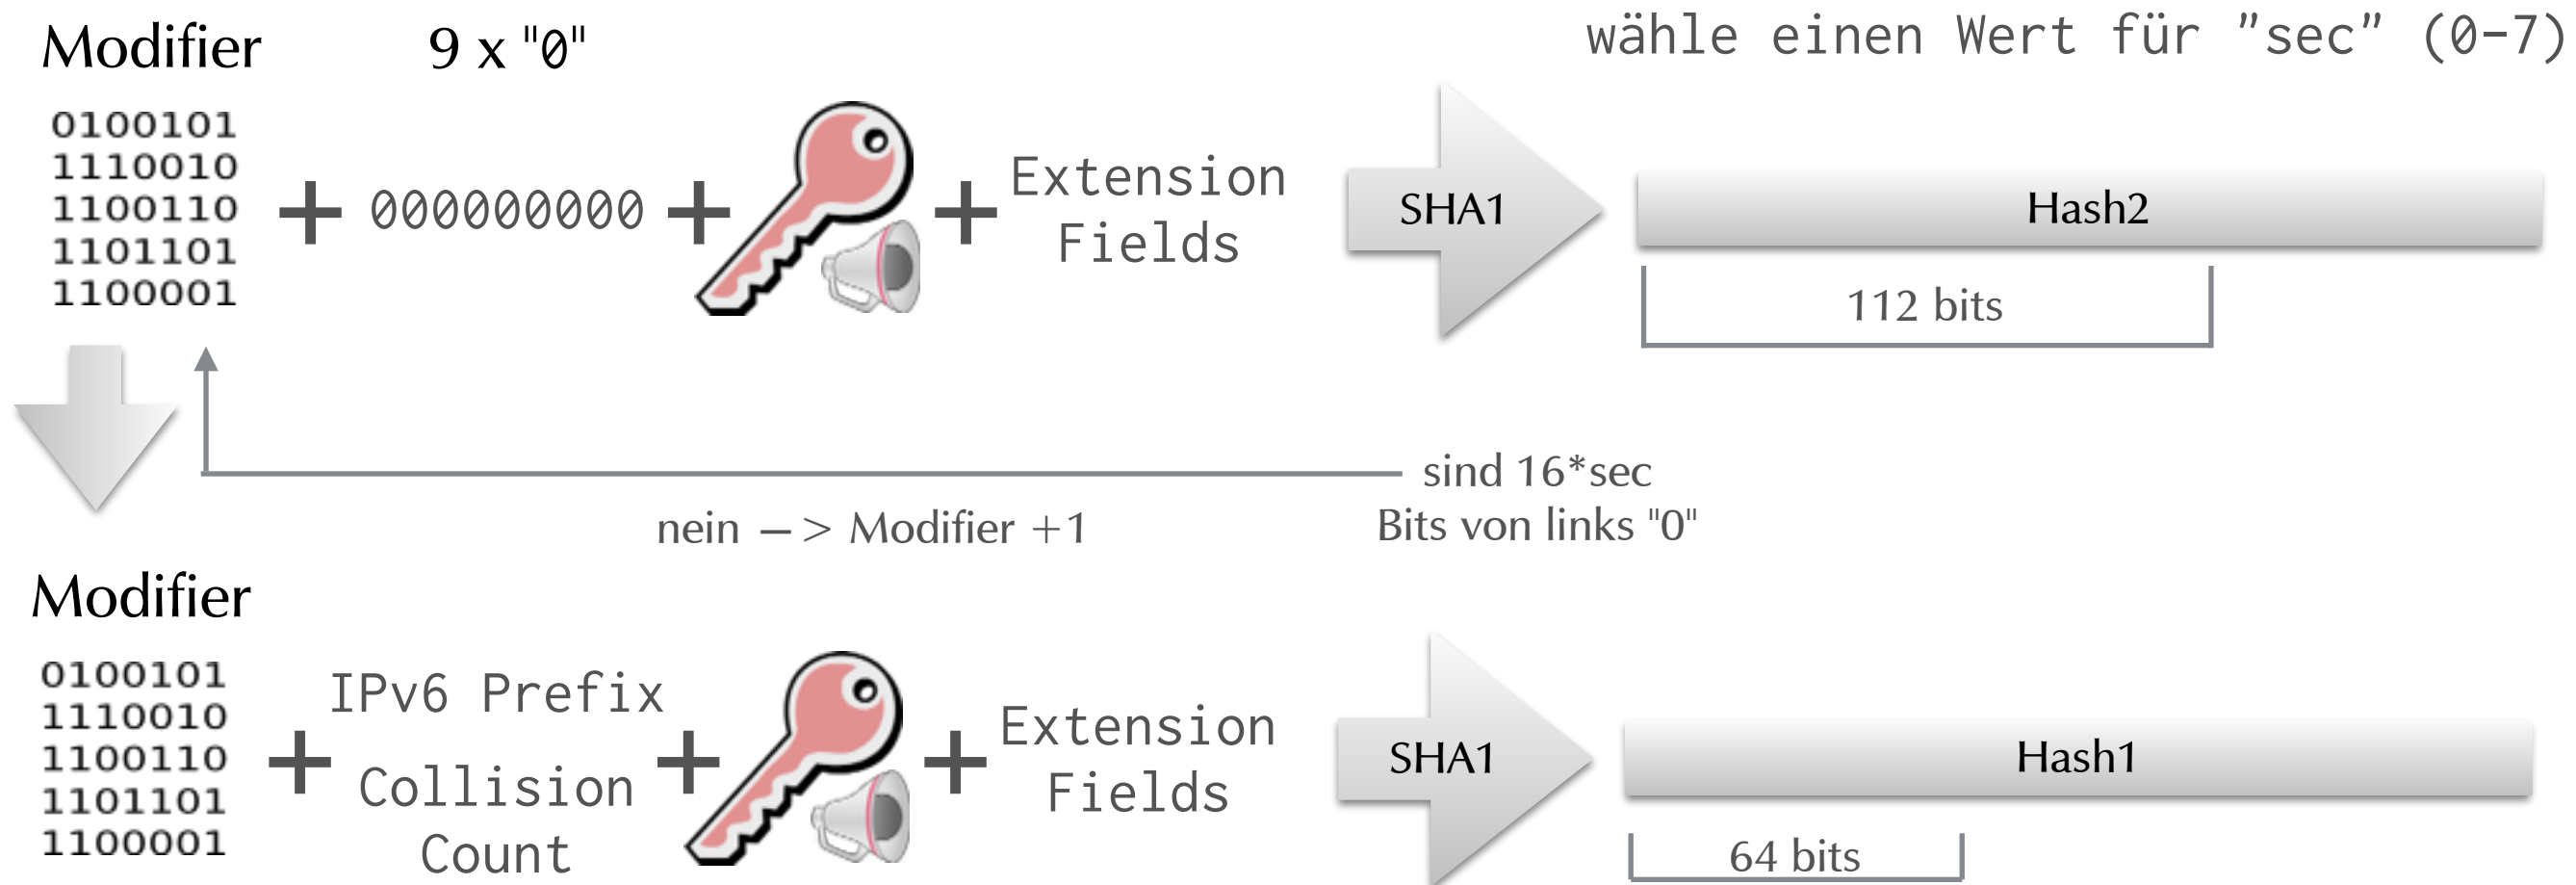 Modifier
9 x "0"
wähle einen Wert für "sec" (0-7)
0100101
1110010
1100110
1101101
1100001
+
000000000
+
+
Extension
Fields
SHA1
Hash2
112 bits
sind 16*sec
Bits von links "0"
nein —> Modifier +1
Modifier
0100101
1110010
1100110
1101101
1100001
+
IPv6 Prefix
Collision
Count
+
+
Extension
Fields
SHA1
Hash1
64 bits